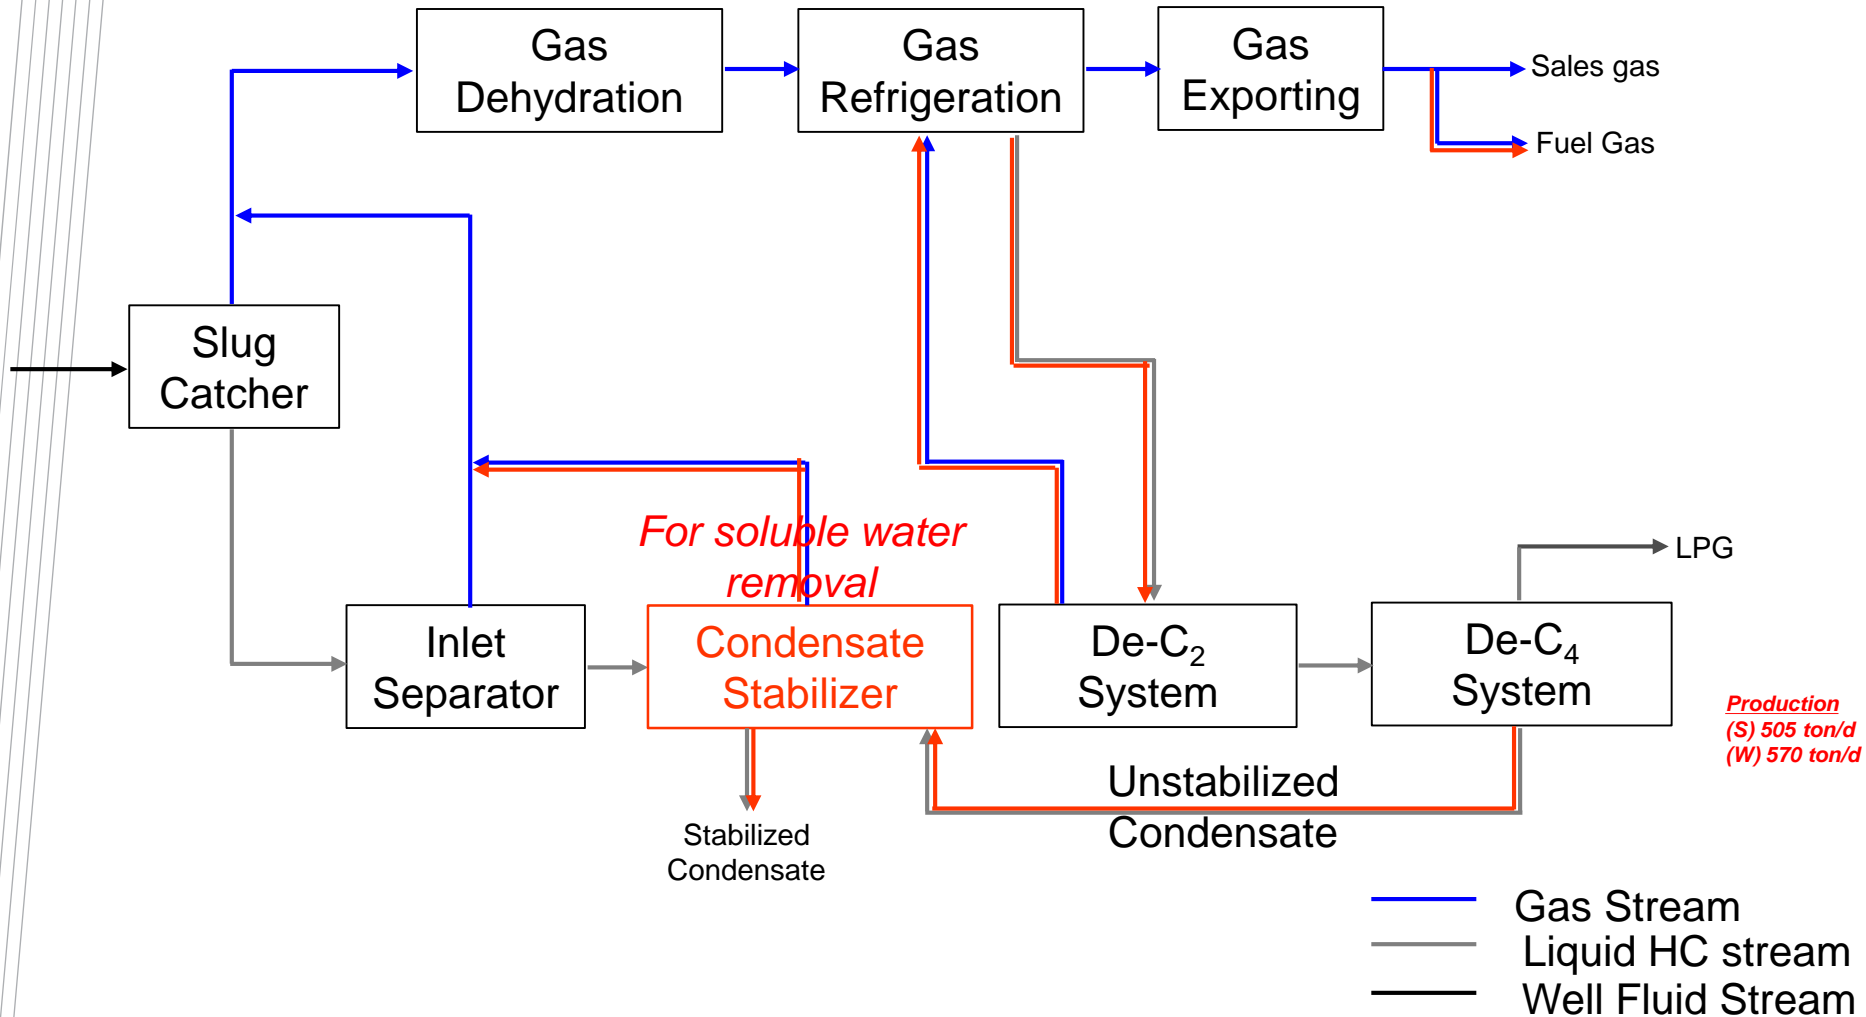 Gas
Dehydration
Gas
Refrigeration
Gas
Exporting
Sales gas
Fuel Gas
Slug
Catcher
For soluble water
removal
LPG
Inlet
Separator
Condensate
Stabilizer
De-C₂
System
De-C₄
System
Production
(S) 505 ton/d
(W) 570 ton/d
Unstabilized
Condensate
Stabilized
Condensate
Gas Stream
Liquid HC stream
Well Fluid Stream